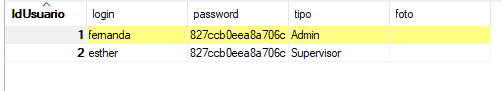 IdUsuario login password tipo foto
1 fernanda 827ccb0eea8a706c Admin
2 esther 827ccb0eea8a706c Supervisor